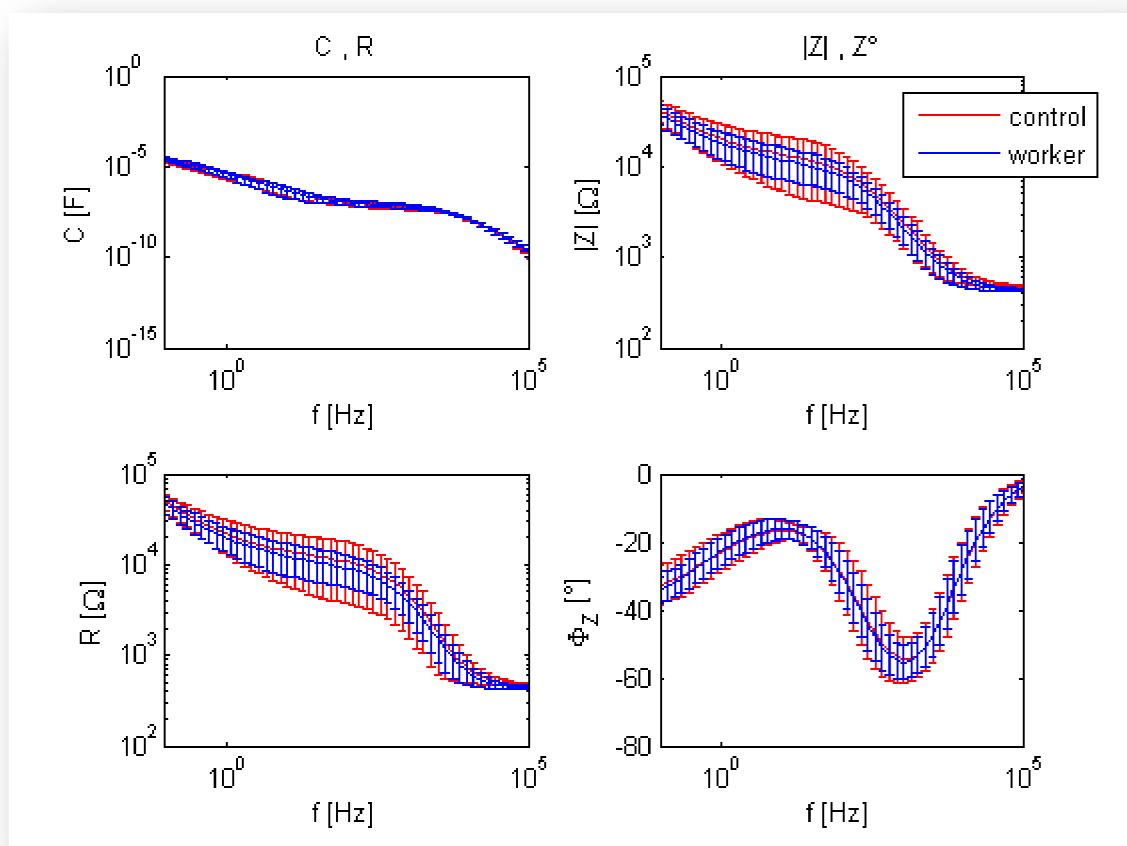 C , R
10^0
10^-5
10^-10
10^-15
C [F]
10^0
10^5
f [Hz]
|Z| , Z°
10^5
10^4
10^3
10^2
|Z| [Ω]
10^0
10^5
f [Hz]
control
worker
10^5
10^4
10^3
10^2
R [Ω]
10^0
10^5
f [Hz]
0
-20
-40
-60
-80
Φ_Z [°]
10^0
10^5
f [Hz]